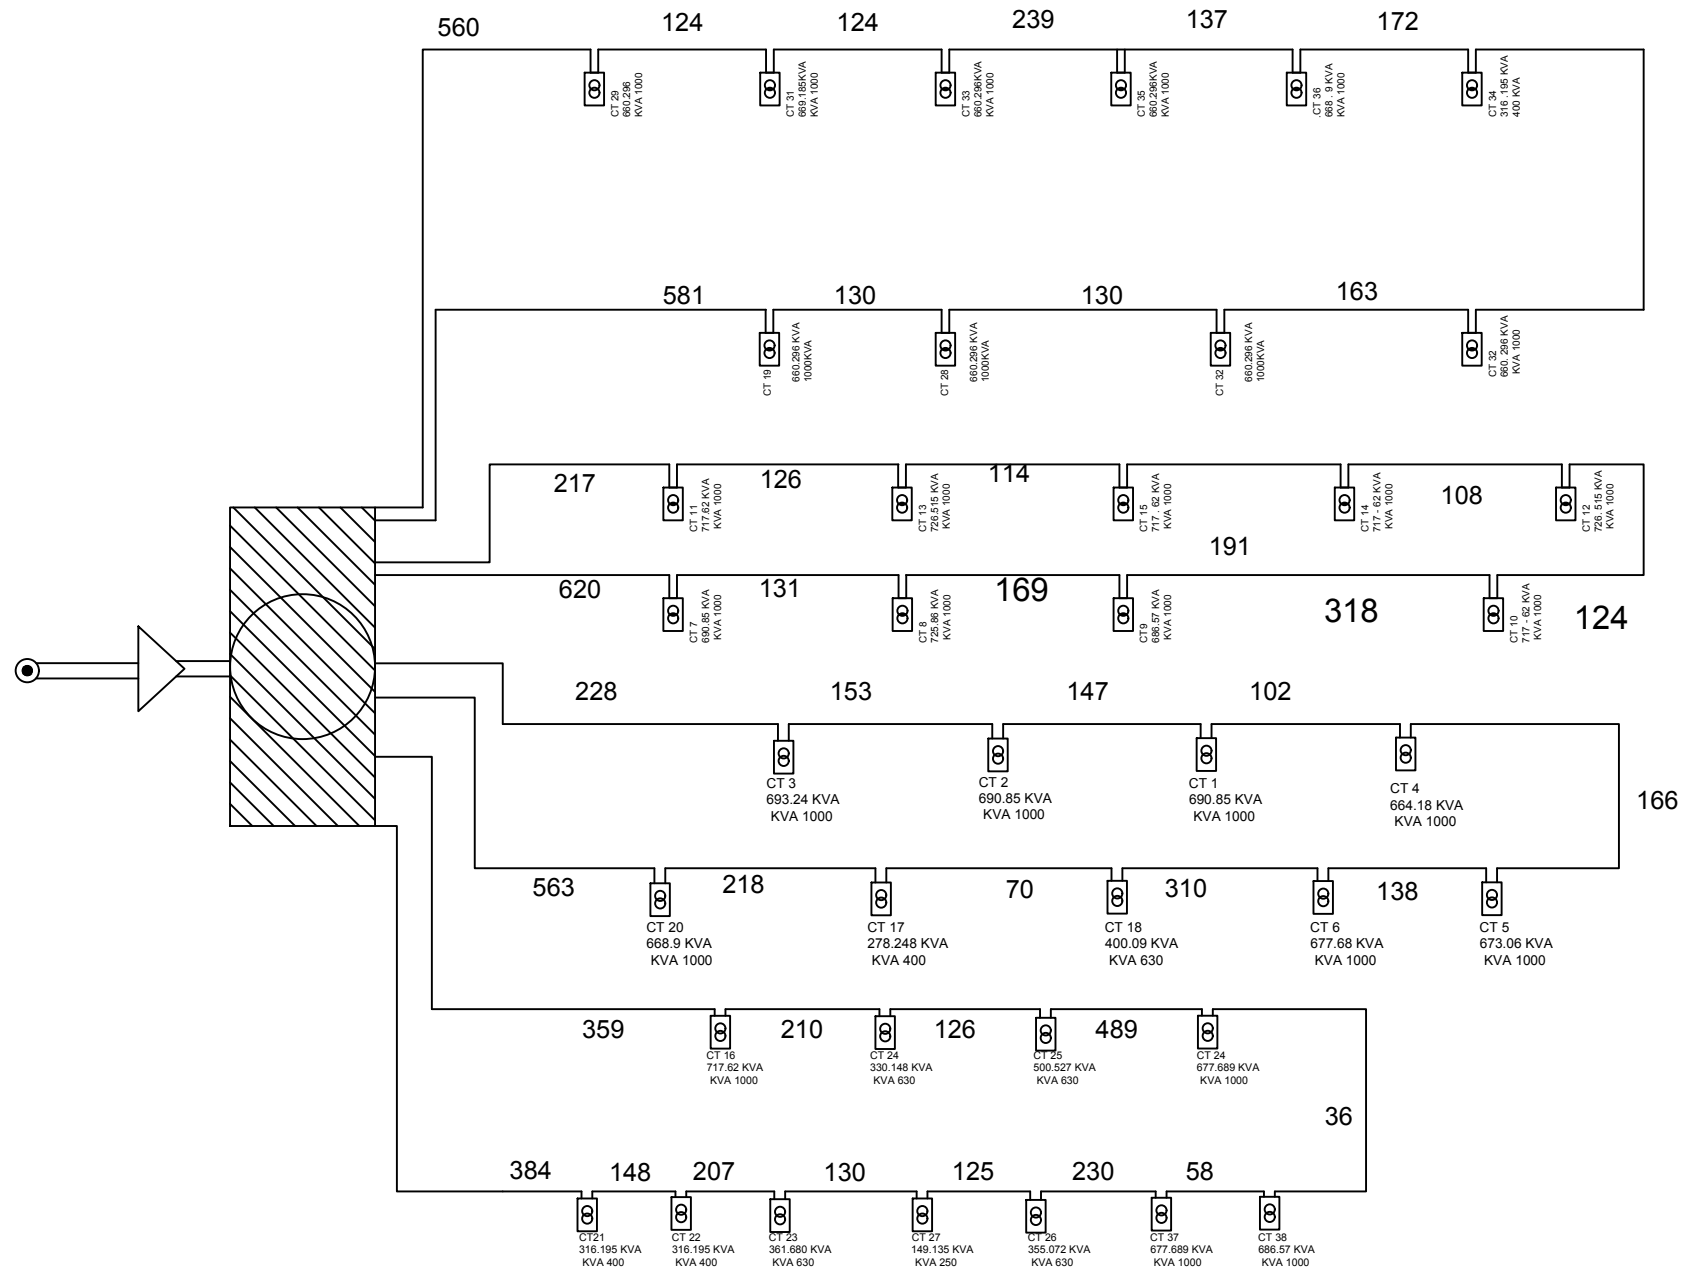 560
124
124
239
137
172
CT 29
660.296
KVA 1000
CT 31
669.185KVA
KVA 1000
CT 33
660.296KVA
KVA 1000
CT 35
660.296KVA
KVA 1000
.CT 36
668 . 9 KVA
KVA 1000
CT 34
316 .195 KVA
400 KVA
581
130
130
163
CT 19
660.296 KVA
1000KVA
CT 28
660.296 KVA
1000KVA
CT 32
660.296 KVA
1000KVA
CT 32
660. 296 KVA
KVA 1000
217
126
114
108
CT 11
717.62 KVA
KVA 1000
CT 13
726.515 KVA
KVA 1000
CT 15
717 . 62 KVA
KVA 1000
CT 14
717 - 62 KVA
KVA 1000
CT 12
726. 515 KVA
KVA 1000
191
620
131
169
318
124
CT 7
690.85 KVA
KVA 1000
CT 8
725.86 KVA
KVA 1000
CT9
686.57 KVA
KVA 1000
CT 10
717 - 62 KVA
KVA 1000
228
153
147
102
CT 3
693.24 KVA
KVA 1000
CT 2
690.85 KVA
KVA 1000
CT 1
690.85 KVA
KVA 1000
CT 4
664.18 KVA
KVA 1000
166
563
218
70
310
138
CT 20
668.9 KVA
KVA 1000
CT 17
278.248 KVA
KVA 400
CT 18
400.09 KVA
KVA 630
CT 6
677.68 KVA
KVA 1000
CT 5
673.06 KVA
KVA 1000
359
210
126
489
CT 16
717.62 KVA
KVA 1000
CT 24
330.148 KVA
KVA 630
CT 25
500.527 KVA
KVA 630
CT 24
677.689 KVA
KVA 1000
36
384
148
207
130
125
230
58
CT21
316.195 KVA
KVA 400
CT 22
316.195 KVA
KVA 400
CT 23
361.680 KVA
KVA 630
CT 27
149.135 KVA
KVA 250
CT 26
355.072 KVA
KVA 630
CT 37
677.689 KVA
KVA 1000
CT 38
686.57 KVA
KVA 1000